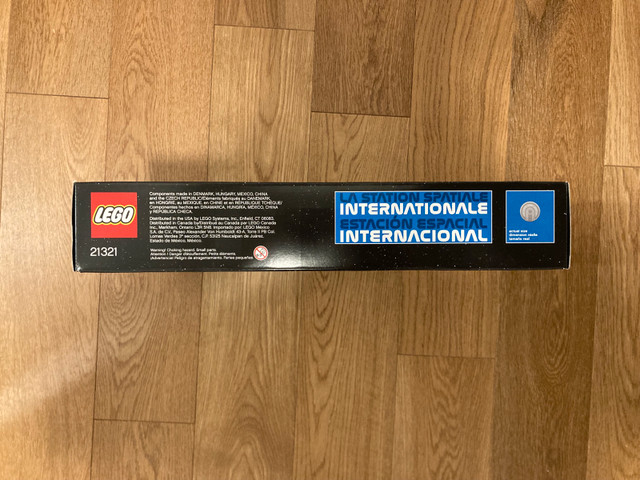 LEGO
21321
Components made in DENMARK, HUNGARY, MEXICO, CHINA
and the CZECH REPUBLIC/Éléments fabriqués au DANEMARK,
en HONGRIE, au MEXIQUE, en CHINE et en RÉPUBLIQUE TCHÈQUE/
Componentes hechos en DINAMARCA, HUNGRÍA, MÉXICO, CHINA
y REPÚBLICA CHECA.
Distributed in the USA by LEGO Systems, Inc., Enfield, CT 06082.
Distributed in Canada by/Distribué au Canada par LEGO Canada
Inc., Markham, Ontario L3R 5H6. Importado por LEGO México
S.A. de C.V., Paseo Alexander Von Humboldt 43-A, Torre II PB Col.
Lomas Verdes 3ª sección, C.P. 53125 Naucalpan de Juárez,
Estado de México, México.
Warning! Choking hazard. Small parts.
Attention ! Danger d'étouffement. Petits éléments.
¡Advertencia! Peligro de atragantamiento. Partes pequeñas.
LA STATION SPATIALE
INTERNATIONALE
ESTACIÓN ESPACIAL
INTERNACIONAL
actual size
dimension réelle
tamaño real